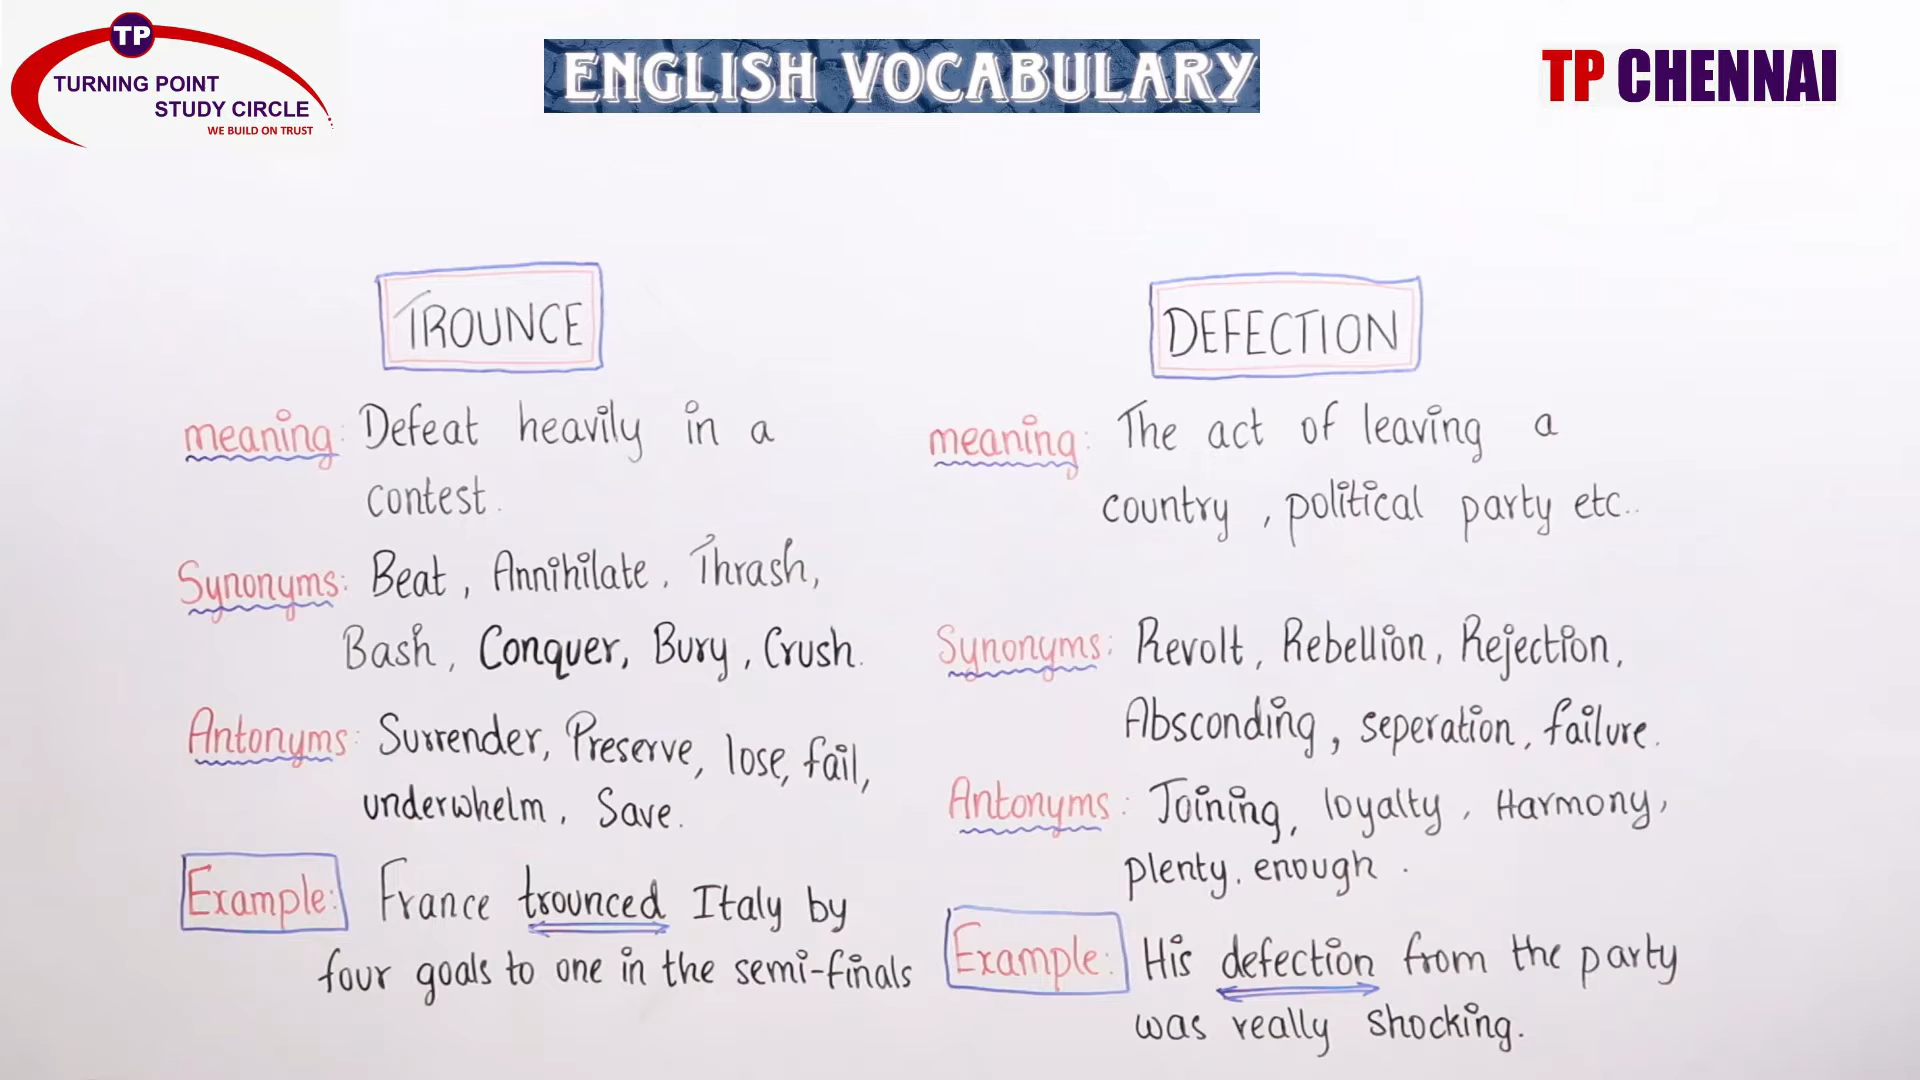 TP
TURNING POINT
STUDY CIRCLE
WE BUILD ON TRUST
ENGLISH VOCABULARY
TP CHENNAI
TROUNCE
meaning: Defeat heavily in a
contest.
Synonyms: Beat, Annihilate, Thrash,
Bash, Conquer, Bury, Crush.
Antonyms: Surrender, Preserve, lose, fail,
underwhelm, Save.
Example: France trounced Italy by
four goals to one in the semi-finals
DEFECTION
meaning: The act of leaving a
country, political party etc..
Synonyms: Revolt, Rebellion, Rejection,
Absconding, seperation, failure.
Antonyms: Joining, loyalty, Harmony,
plenty, enough.
Example: His defection from the party
was really shocking.